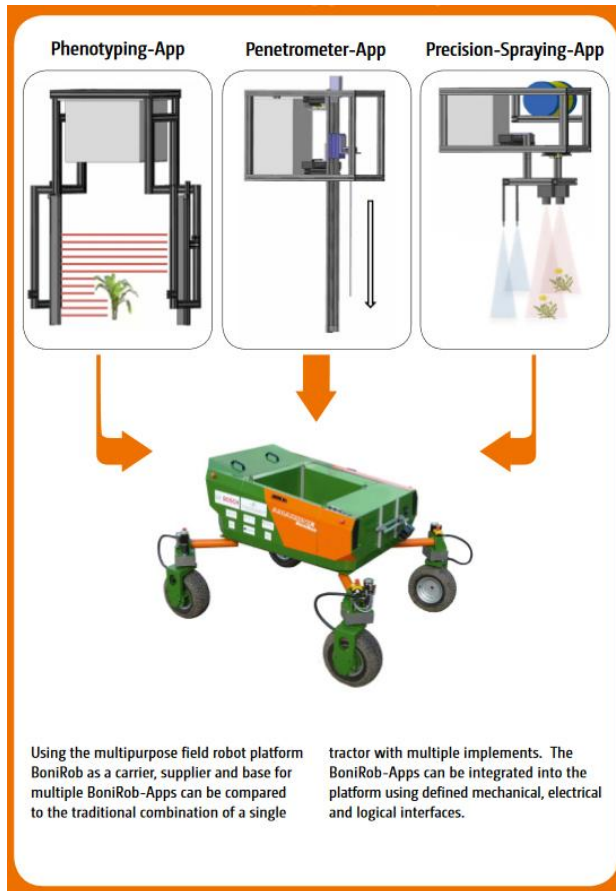 Phenotyping-App
Penetrometer-App
Precision-Spraying-App
BOSCH
AMAZONE
Using the multipurpose field robot platform
BoniRob as a carrier, supplier and base for
multiple BoniRob-Apps can be compared
to the traditional combination of a single
tractor with multiple implements. The
BoniRob-Apps can be integrated into the
platform using defined mechanical, electrical
and logical interfaces.